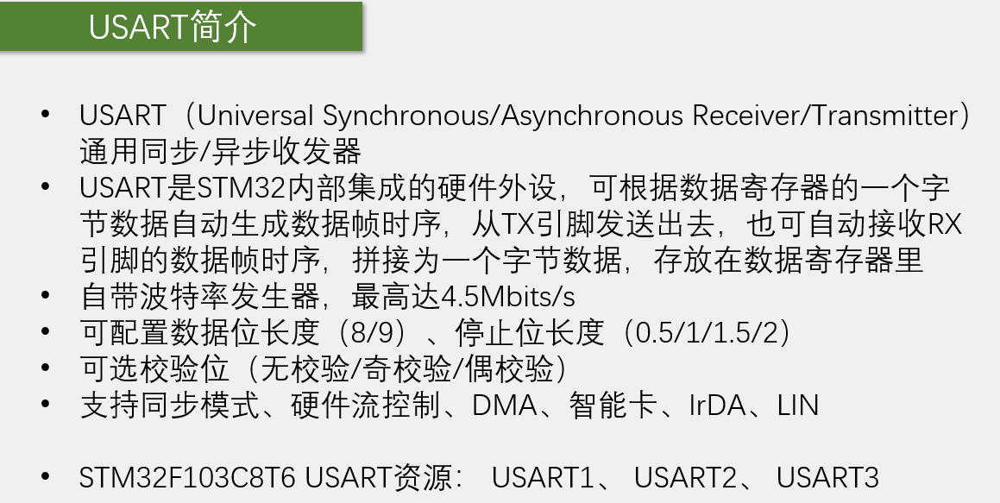 USART简介
• USART（Universal Synchronous/Asynchronous Receiver/Transmitter）
通用同步/异步收发器
• USART是STM32内部集成的硬件外设，可根据数据寄存器的一个字
节数据自动生成数据帧时序，从TX引脚发送出去，也可自动接收RX
引脚的数据帧时序，拼接为一个字节数据，存放在数据寄存器里
• 自带波特率发生器，最高达4.5Mbits/s
• 可配置数据位长度（8/9）、停止位长度（0.5/1/1.5/2）
• 可选校验位（无校验/奇校验/偶校验）
• 支持同步模式、硬件流控制、DMA、智能卡、IrDA、LIN
• STM32F103C8T6 USART资源： USART1、 USART2、 USART3